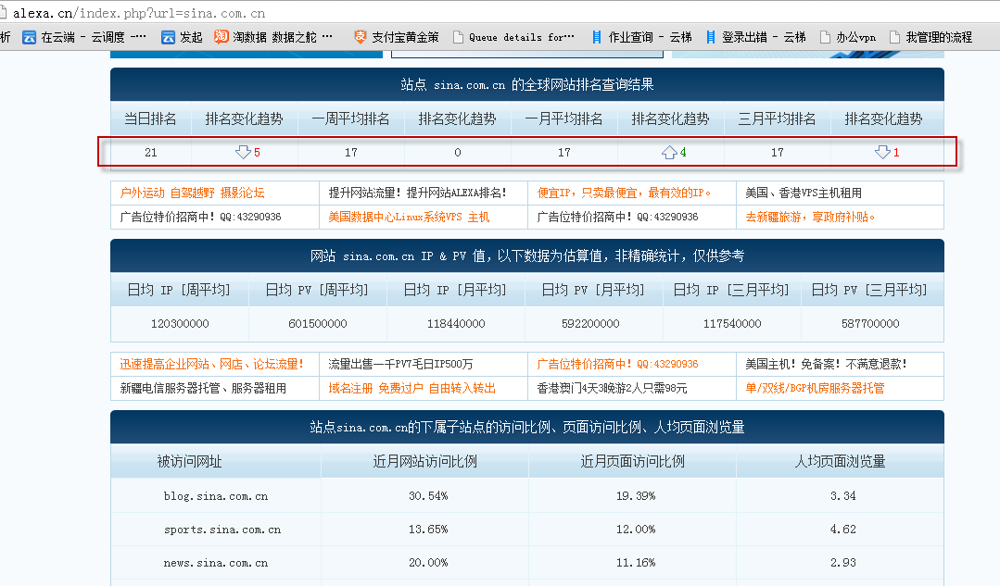 alexa.cn/index.php?url=sina.com.cn
析 在云端 - 云调度 -··· 发起 淘数据 数据之舵 ··· 支付宝黄金策 Queue details for··· 作业查询 - 云梯 登录出错 - 云梯 办公vpn 我管理的流程
站点 sina.com.cn 的全球网站排名查询结果
当日排名 排名变化趋势 一周平均排名 排名变化趋势 一月平均排名 排名变化趋势 三月平均排名 排名变化趋势
21 5 17 0 17 4 17 1
户外运动 自驾越野 摄影论坛 提升网站流量！提升网站ALEXA排名！ 便宜IP，只卖最便宜，最有效的IP。 美国、香港VPS主机租用
广告位特价招商中！QQ:43290936 美国数据中心Linux系统VPS 主机 广告位特价招商中！QQ:43290936 去新疆旅游，享政府补贴。
网站 sina.com.cn IP & PV 值，以下数据为估算值，非精确统计，仅供参考
日均 IP [周平均] 日均 PV [周平均] 日均 IP [月平均] 日均 PV [月平均] 日均 IP [三月平均] 日均 PV [三月平均]
120300000 601500000 118440000 592200000 117540000 587700000
迅速提高企业网站、网店、论坛流量！ 流量出售一千PV7毛日IP500万 广告位特价招商中！QQ:43290936 美国主机！免备案！不满意退款！
新疆电信服务器托管、服务器租用 域名注册 免费过户 自由转入转出 香港澳门4天3晚游2人只需98元 单/双线/BGP机房服务器托管
站点sina.com.cn的下属子站点的访问比例、页面访问比例、人均页面浏览量
被访问网址 近月网站访问比例 近月页面访问比例 人均页面浏览量
blog.sina.com.cn 30.54% 19.39% 3.34
sports.sina.com.cn 13.65% 12.00% 4.62
news.sina.com.cn 20.00% 11.16% 2.93